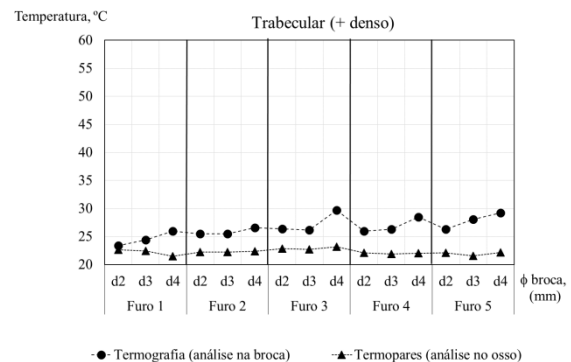 Temperatura, ºC
Trabecular (+ denso)
60
55
50
45
40
35
30
25
20
d2 d3 d4 d2 d3 d4 d2 d3 d4 d2 d3 d4 d2 d3 d4
ϕ broca,
(mm)
Furo 1 Furo 2 Furo 3 Furo 4 Furo 5
Termografia (análise na broca) Termopares (análise no osso)